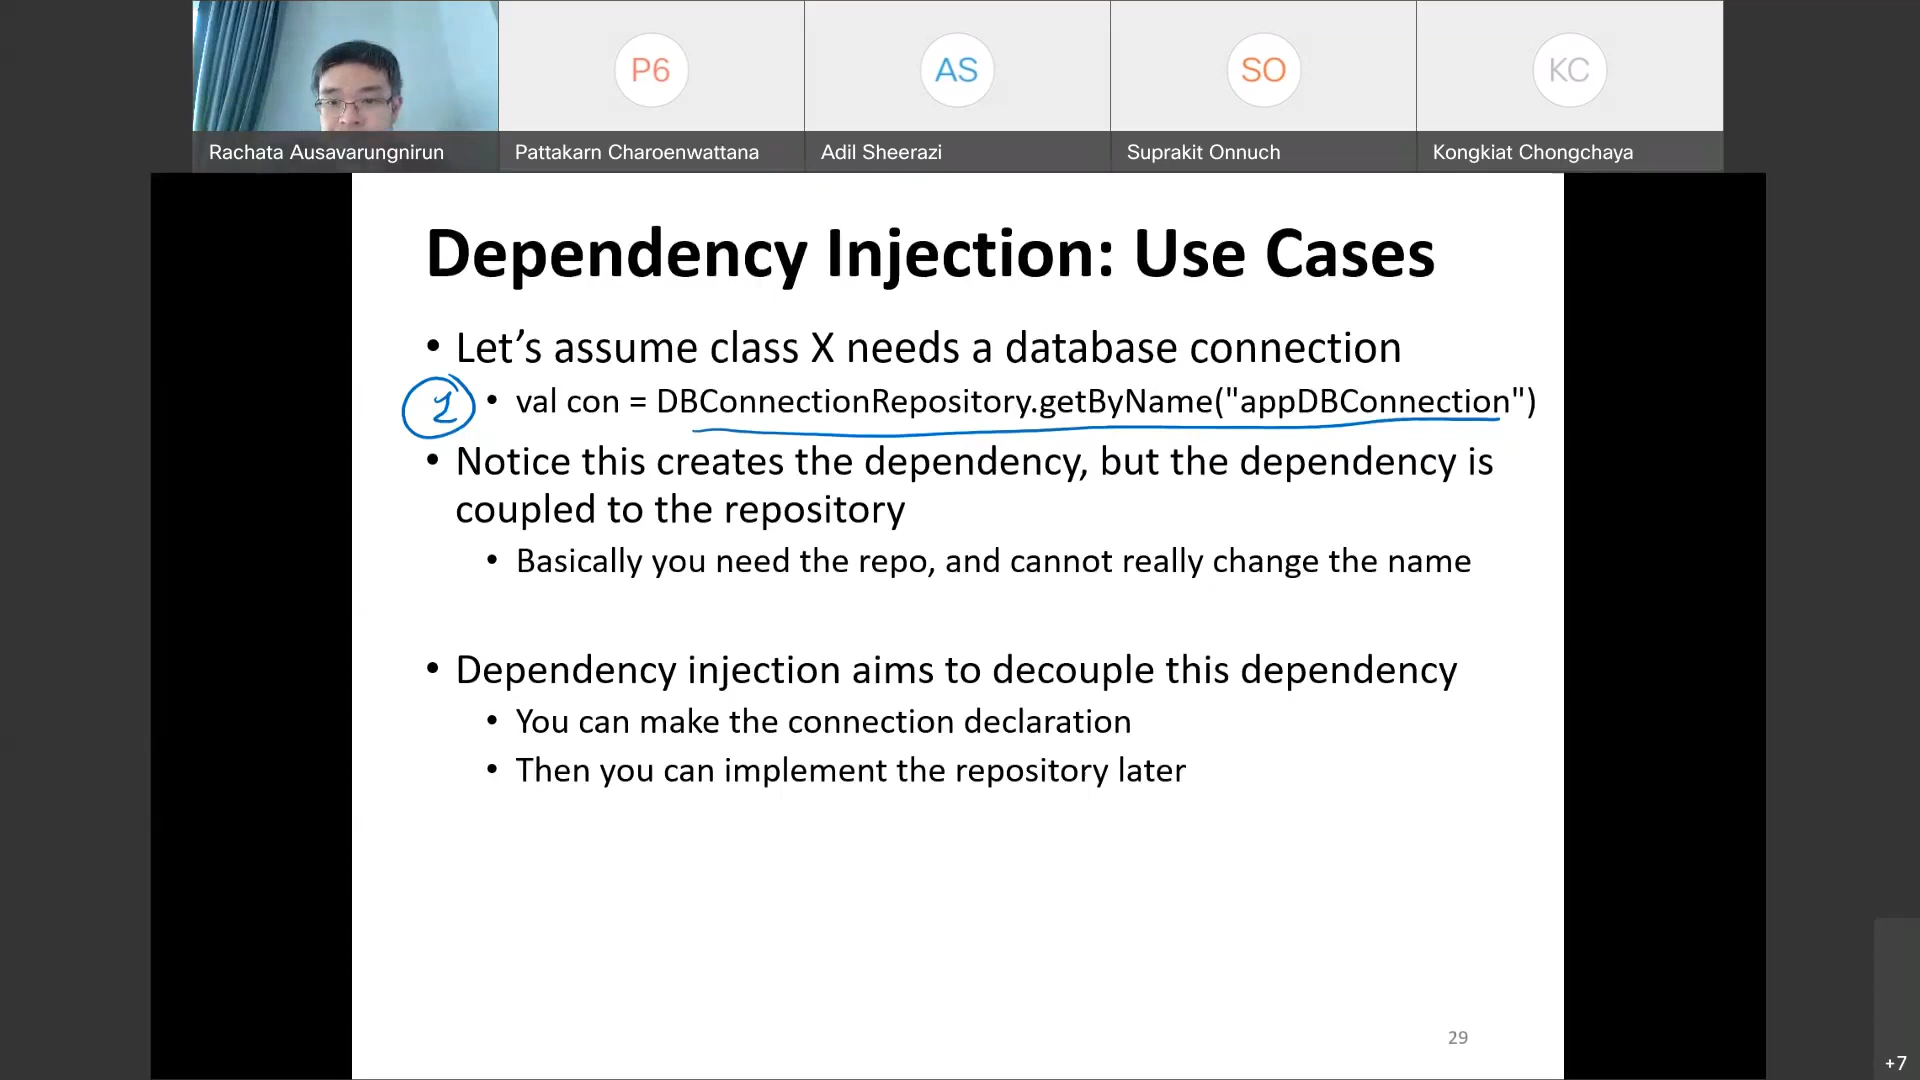 P6
AS
SO
KC
Rachata Ausavarungnirun
Pattakarn Charoenwattana
Adil Sheerazi
Suprakit Onnuch
Kongkiat Chongchaya
Dependency Injection: Use Cases
• Let’s assume class X needs a database connection
1 • val con = DBConnectionRepository.getByName("appDBConnection")
• Notice this creates the dependency, but the dependency is
coupled to the repository
• Basically you need the repo, and cannot really change the name
• Dependency injection aims to decouple this dependency
• You can make the connection declaration
• Then you can implement the repository later
29
+7